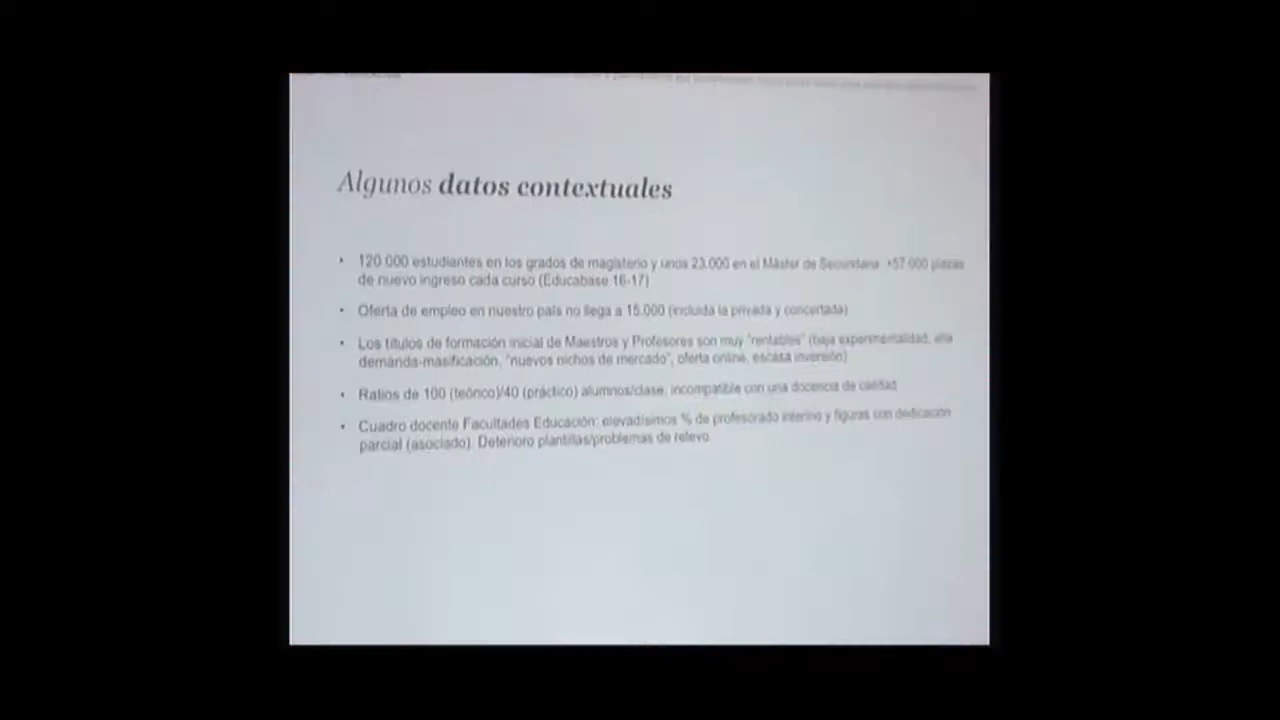 Algunos datos contextuales
• 120.000 estudiantes en los grados de magisterio y unos 23.000 en el Máster de Secundaria. +57.000 plazas
de nuevo ingreso cada curso (Educabase 16-17)
• Oferta de empleo en nuestro país no llega a 15.000 (incluida la privada y concertada)
• Los títulos de formación inicial de Maestros y Profesores son muy "rentables" (baja experimentalidad, alta
demanda-masificación, "nuevos nichos de mercado", oferta online, escasa inversión)
• Ratios de 100 (teórico)/40 (práctico) alumnos/clase, incompatible con una docencia de calidad
• Cuadro docente Facultades Educación: elevadísimos % de profesorado interino y figuras con dedicación
parcial (asociado). Deterioro plantillas/problemas de relevo.